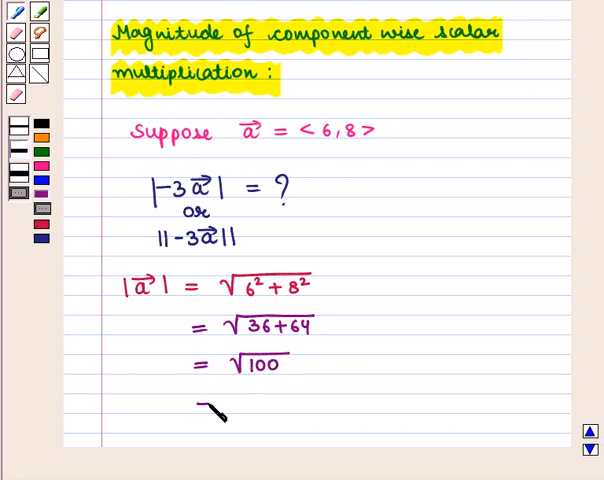 Magnitude of component wise scalar
multiplication :
Suppose a⃗ = < 6, 8 >
|-3a⃗| = ?
or
||-3a⃗||
|a⃗| = √(6² + 8²)
= √(36+64)
= √100